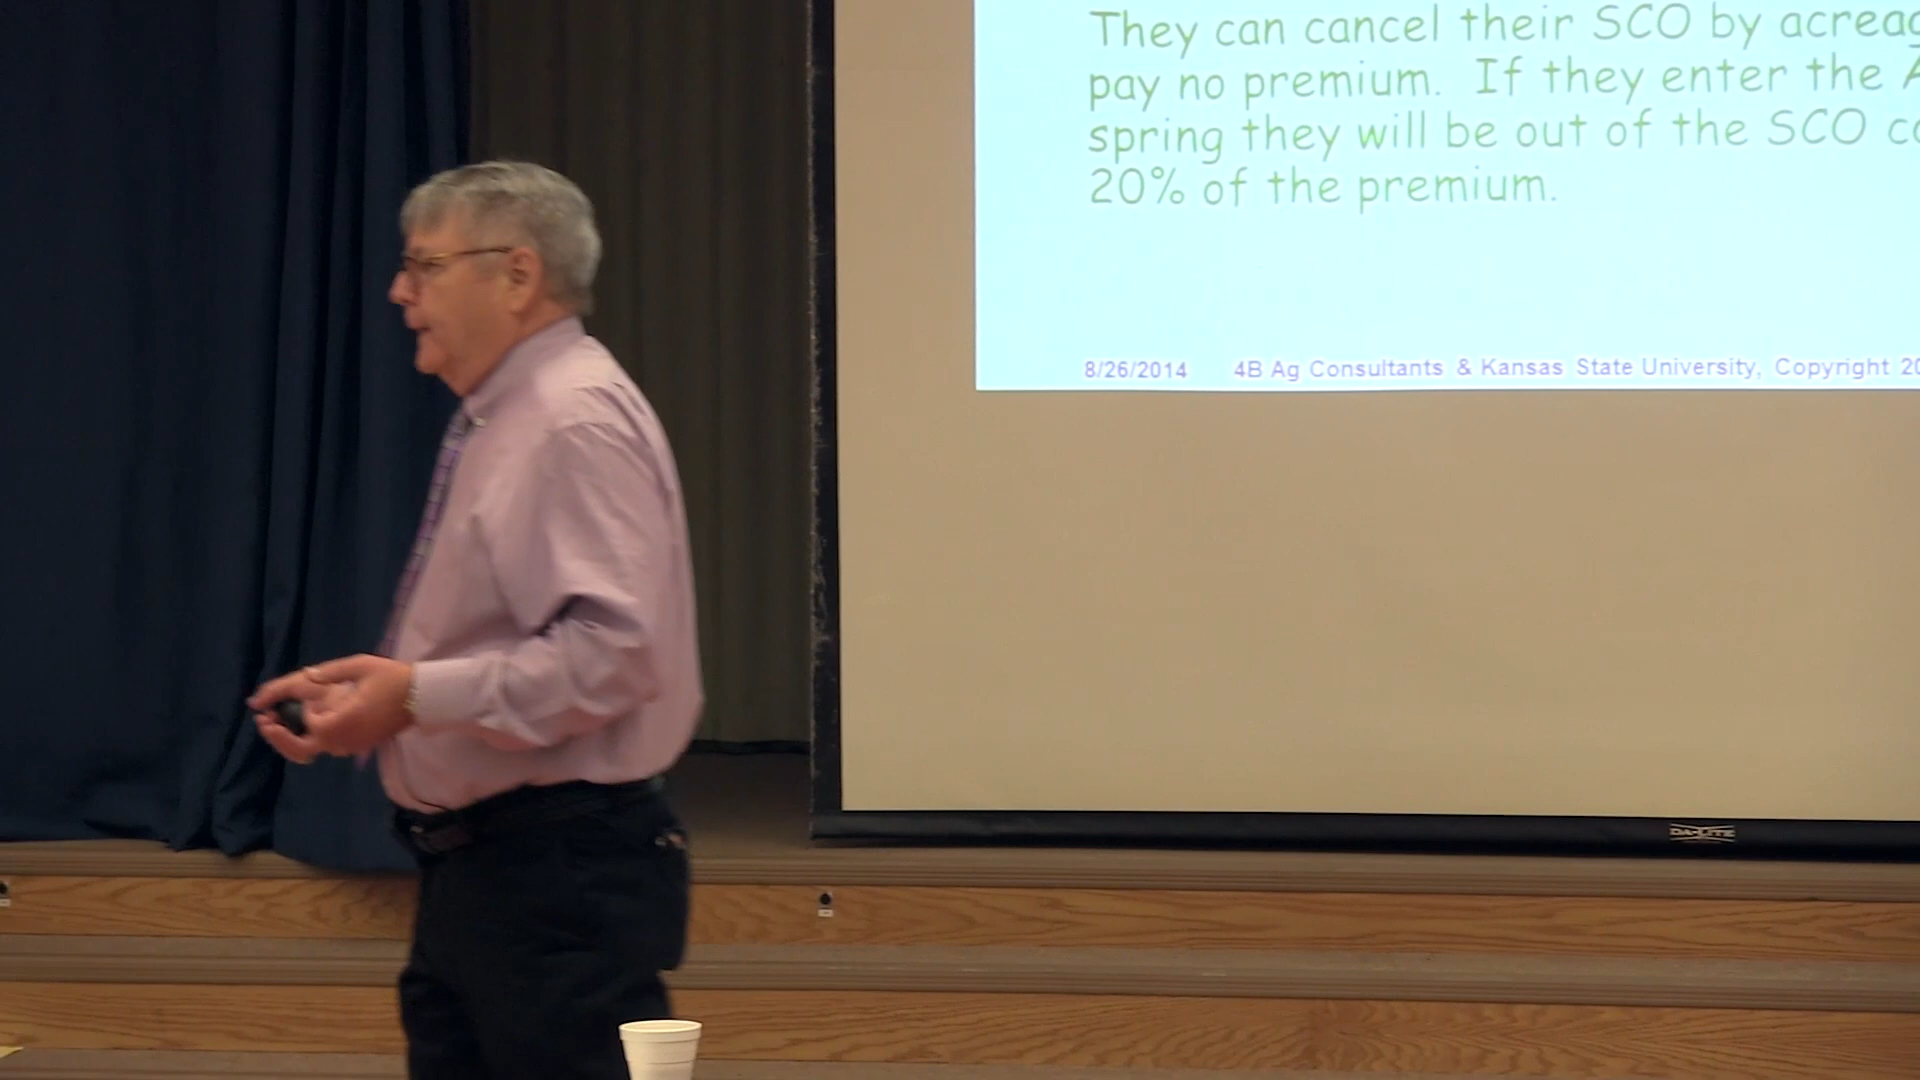 They can cancel their SCO by
pay no premium. If they enter the
spring they will be out of the SCO
20% of the premium.
8/26/2014 4B Ag Consultants & Kansas State University, Copyright 20
DA-LITE